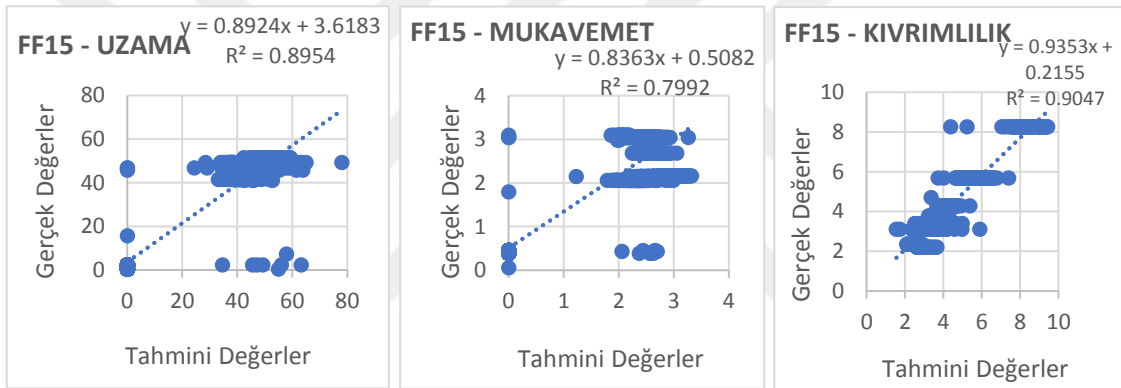 FF15 - UZAMA
y = 0.8924x + 3.6183
R² = 0.8954
Gerçek Değerler
80
60
40
20
0
0 20 40 60 80
Tahmini Değerler
FF15 - MUKAVEMET
y = 0.8363x + 0.5082
R² = 0.7992
Gerçek Değerler
4
3
2
1
0
0 1 2 3 4
Tahmini Değerler
FF15 - KIVRIMLILIK
y = 0.9353x +
0.2155
R² = 0.9047
Gerçek Değerler
10
8
6
4
2
0
0 2 4 6 8 10
Tahmini Değerler